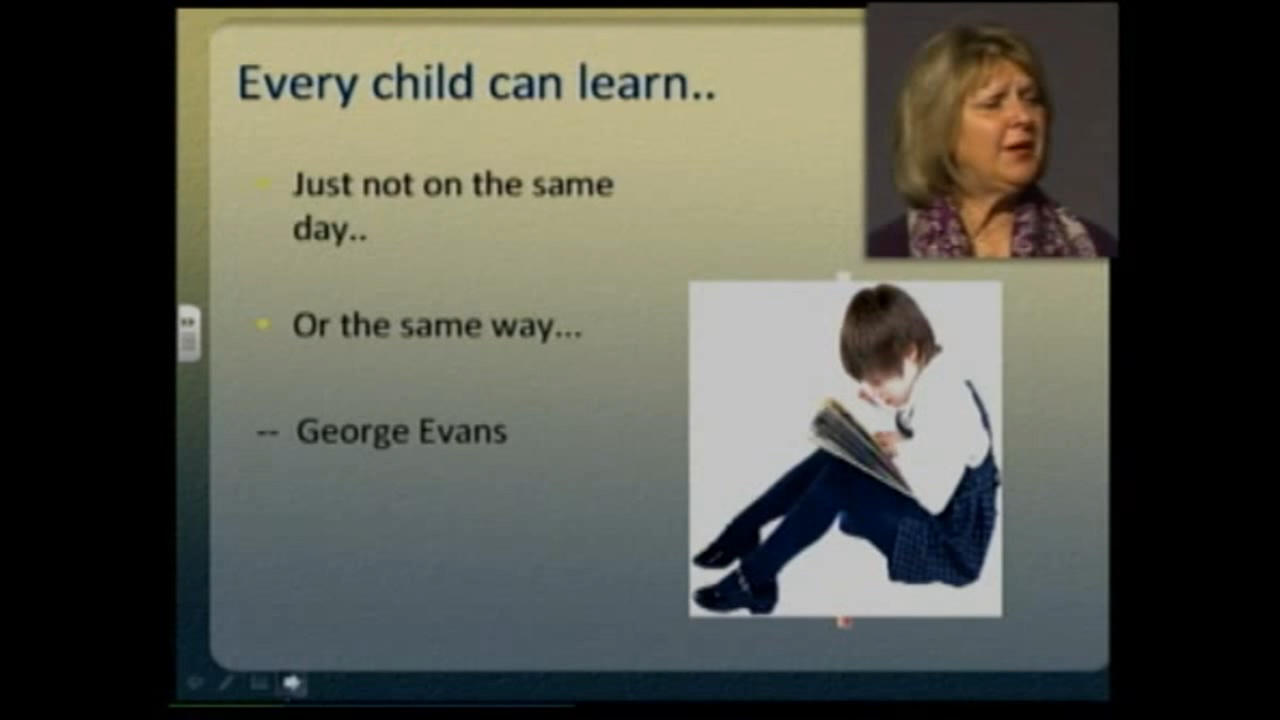 Every child can learn..
Just not on the same
day..
Or the same way...
-- George Evans